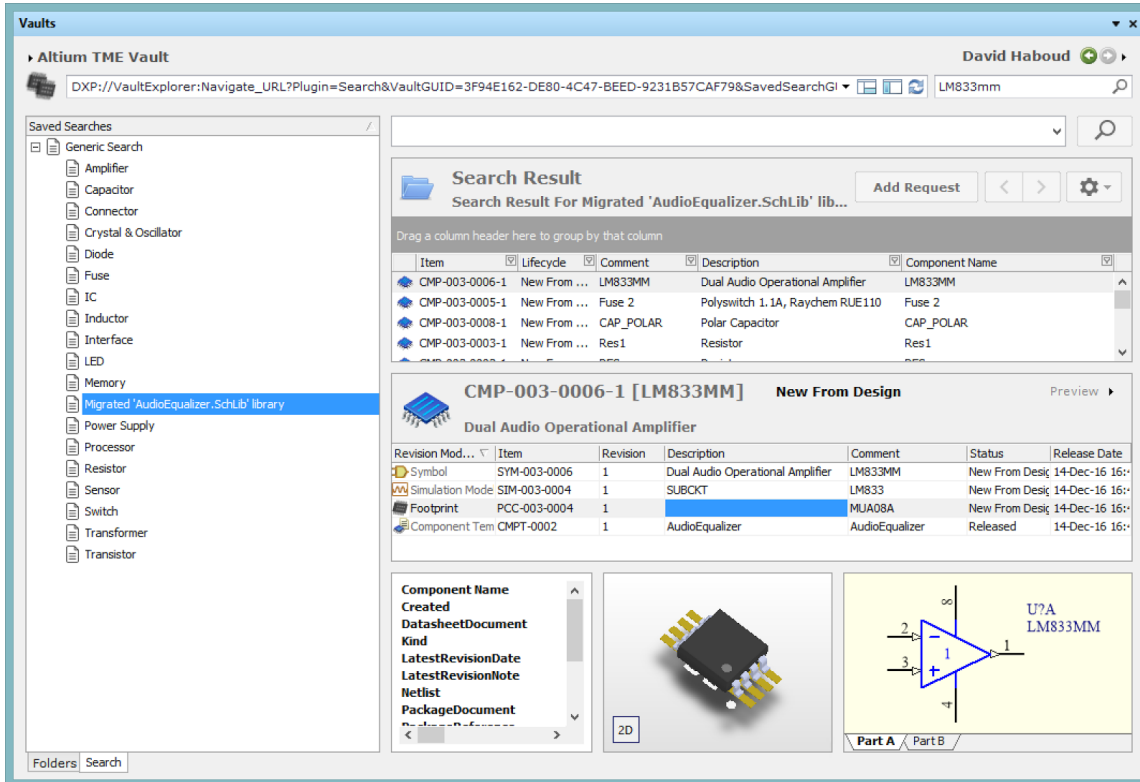 Vaults
Altium TME Vault
David Haboud
DXP://VaultExplorer:Navigate_URL?Plugin=Search&VaultGUID=3F94E162-DE80-4C47-BEED-9231B57CAF79&SavedSearchG
LM833mm
Saved Searches
Generic Search
Amplifier
Capacitor
Connector
Crystal & Oscillator
Diode
Fuse
IC
Inductor
Interface
LED
Memory
Migrated 'AudioEqualizer.SchLib' library
Power Supply
Processor
Resistor
Sensor
Switch
Transformer
Transistor
Folders Search
Search Result
Search Result For Migrated 'AudioEqualizer.SchLib' lib...
Add Request
Drag a column header here to group by that column
Item Lifecycle Comment Description Component Name
CMP-003-0006-1 New From ... LM833MM Dual Audio Operational Amplifier LM833MM
CMP-003-0005-1 New From ... Fuse 2 Polyswitch 1.1A, Raychem RUE110 Fuse 2
CMP-003-0008-1 New From ... CAP_POLAR Polar Capacitor CAP_POLAR
CMP-003-0003-1 New From ... Res1 Resistor Res1
CMP-003-0006-1 [LM833MM] New From Design Preview
Dual Audio Operational Amplifier
Revision Mod... Item Revision Description Comment Status Release Date
Symbol SYM-003-0006 1 Dual Audio Operational Amplifier LM833MM New From Desig 14-Dec-16 16:
Simulation Mode SIM-003-0004 1 SUBCKT LM833 New From Desig 14-Dec-16 16:
Footprint PCC-003-0004 1 MUA08A New From Desig 14-Dec-16 16:
Component Tem CMPT-0002 1 AudioEqualizer AudioEqualizer Released 14-Dec-16 16:
Component Name
Created
DatasheetDocument
Kind
LatestRevisionDate
LatestRevisionNote
Netlist
PackageDocument
2D
8
U?A
LM833MM
2
1
1
3
4
Part A Part B